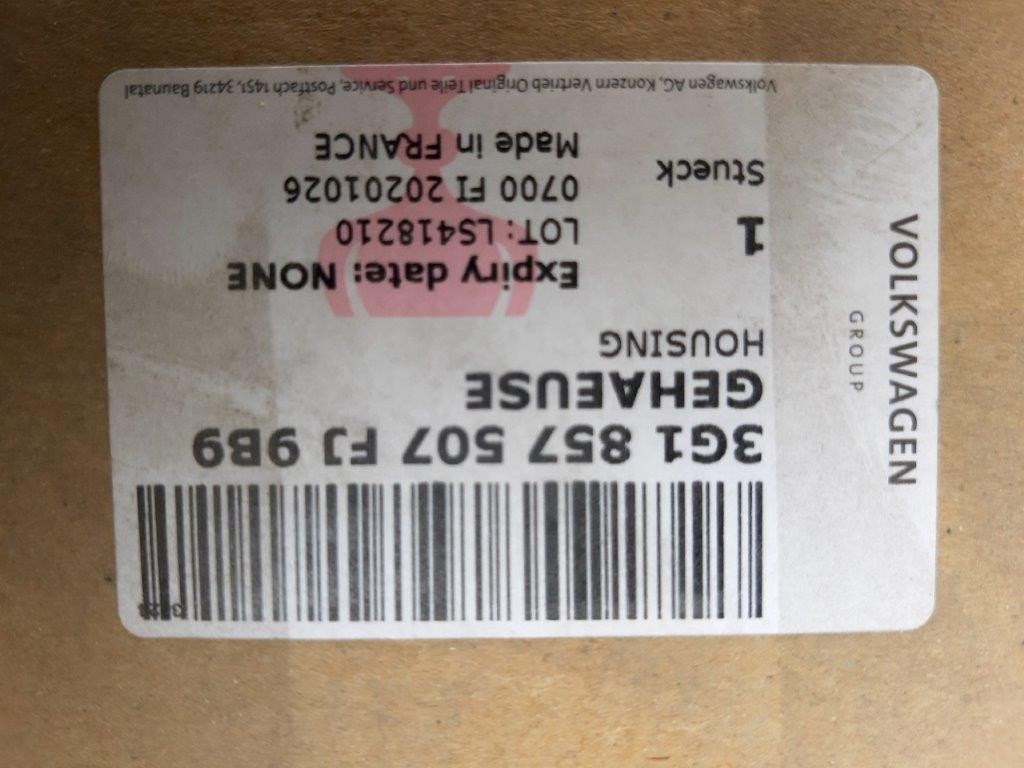 VOLKSWAGEN
GROUP
3G1 857 507 FJ 9B9
GEHAEUSE
HOUSING
Expiry date: NONE
1
LOT: LS418210
0700 FI 20201026
Stueck
Made in FRANCE
Volkswagen AG, Konzern Vertrieb Original Teile und Service, Postfach 1451, 34219 Baunatal